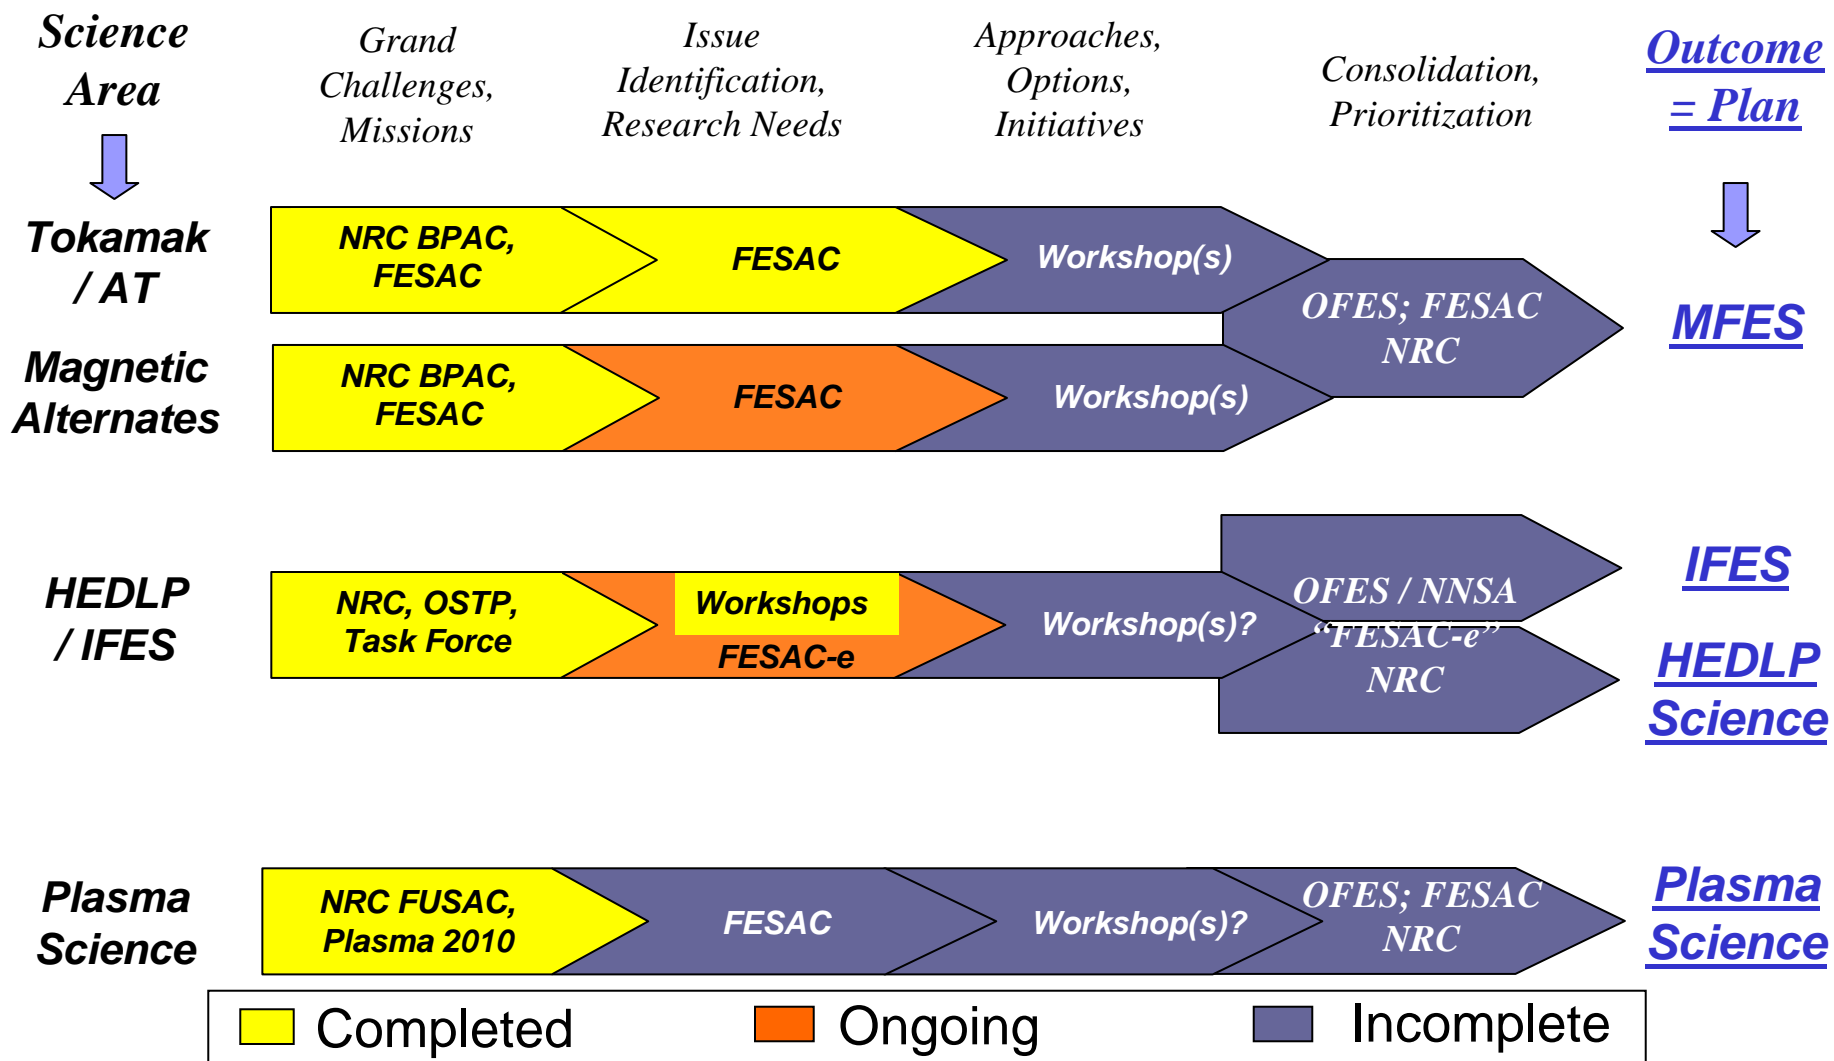 Science
Area
Grand
Challenges,
Missions
Issue
Identification,
Research Needs
Approaches,
Options,
Initiatives
Consolidation,
Prioritization
Outcome
= Plan
Tokamak
/ AT
NRC BPAC,
FESAC
FESAC
Workshop(s)
OFES; FESAC
NRC
MFES
Magnetic
Alternates
NRC BPAC,
FESAC
FESAC
Workshop(s)
HEDLP
/ IFES
NRC, OSTP,
Task Force
Workshops
FESAC-e
Workshop(s)?
OFES / NNSA
“FESAC-e”
NRC
IFES
HEDLP
Science
Plasma
Science
NRC FUSAC,
Plasma 2010
FESAC
Workshop(s)?
OFES; FESAC
NRC
Plasma
Science
Completed
Ongoing
Incomplete